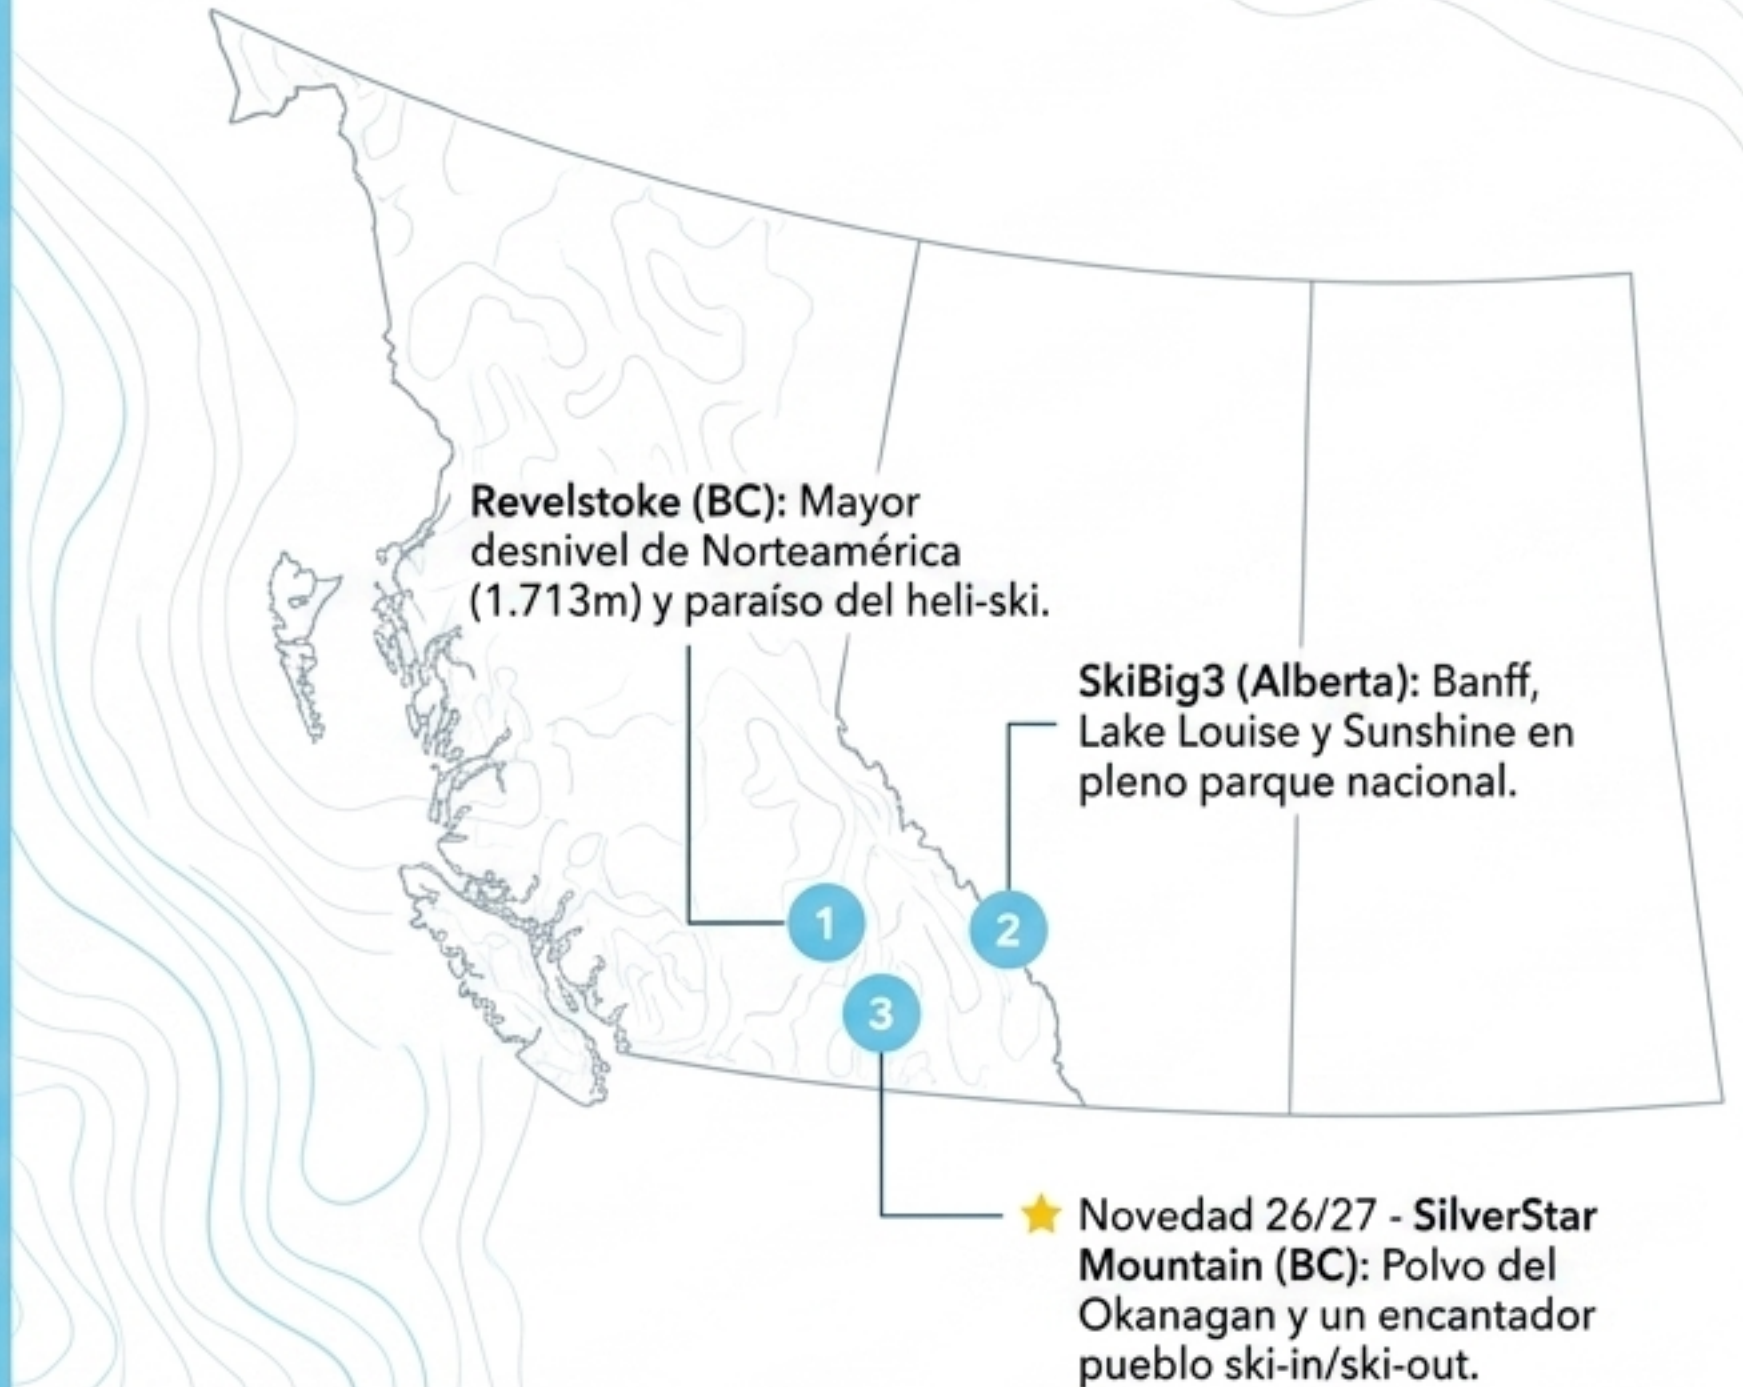 Revelstoke (BC): Mayor
desnivel de Norteamérica
(1.713m) y paraíso del heli-ski.
SkiBig3 (Alberta): Banff,
Lake Louise y Sunshine en
pleno parque nacional.
1
2
3
Novedad 26/27 - SilverStar
Mountain (BC): Polvo del
Okanagan y un encantador
pueblo ski-in/ski-out.